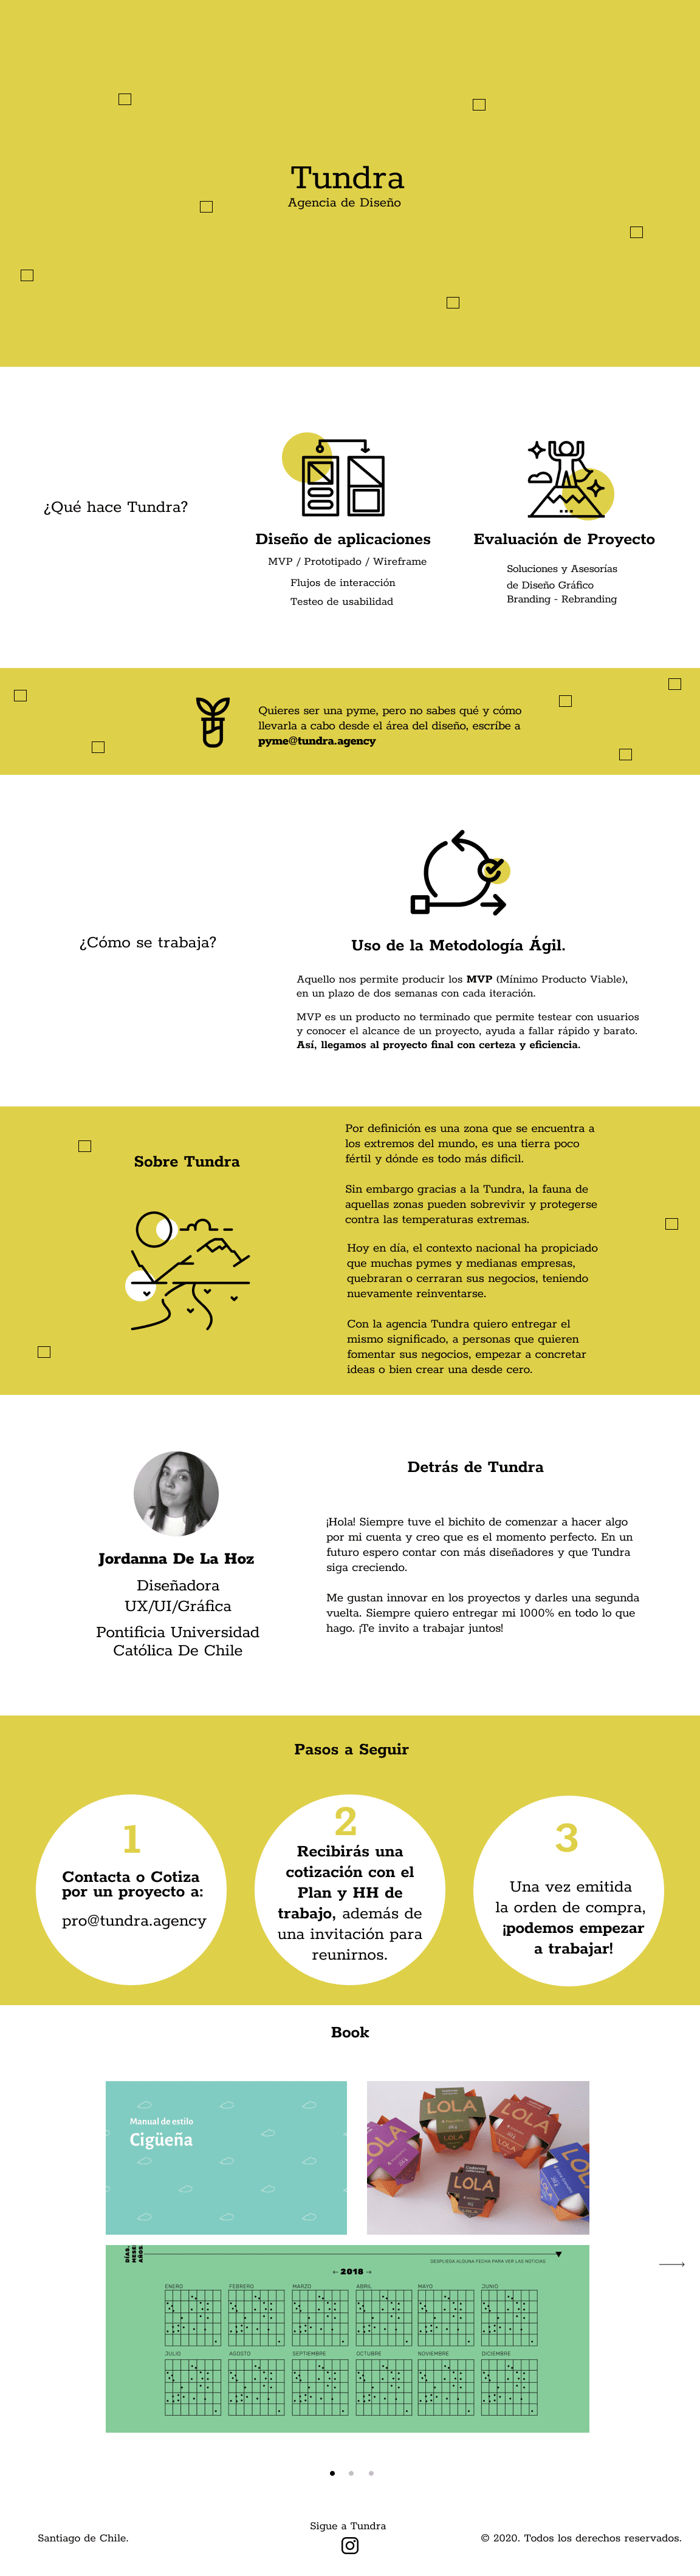 Tundra
Agencia de Diseño
¿Qué hace Tundra?
Diseño de aplicaciones
MVP / Prototipado / Wireframe
Flujos de interacción
Testeo de usabilidad
Evaluación de Proyecto
Soluciones y Asesorías
de Diseño Gráfico
Branding - Rebranding
Quieres ser una pyme, pero no sabes qué y cómo
llevarla a cabo desde el área del diseño, escríbe a
pyme@tundra.agency
¿Cómo se trabaja?
Uso de la Metodología Ágil.
Aquello nos permite producir los MVP (Mínimo Producto Viable),
en un plazo de dos semanas con cada iteración.
MVP es un producto no terminado que permite testear con usuarios
y conocer el alcance de un proyecto, ayuda a fallar rápido y barato.
Así, llegamos al proyecto final con certeza y eficiencia.
Sobre Tundra
Por definición es una zona que se encuentra a
los extremos del mundo, es una tierra poco
fértil y dónde es todo más dificil.
Sin embargo gracias a la Tundra, la fauna de
aquellas zonas pueden sobrevivir y protegerse
contra las temperaturas extremas.
Hoy en día, el contexto nacional ha propiciado
que muchas pymes y medianas empresas,
quebraran o cerraran sus negocios, teniendo
nuevamente reinventarse.
Con la agencia Tundra quiero entregar el
mismo significado, a personas que quieren
fomentar sus negocios, empezar a concretar
ideas o bien crear una desde cero.
Jordanna De La Hoz
Diseñadora
UX/UI/Gráfica
Pontificia Universidad
Católica De Chile
Detrás de Tundra
¡Hola! Siempre tuve el bichito de comenzar a hacer algo
por mi cuenta y creo que es el momento perfecto. En un
futuro espero contar con más diseñadores y que Tundra
siga creciendo.
Me gustan innovar en los proyectos y darles una segunda
vuelta. Siempre quiero entregar mi 1000% en todo lo que
hago. ¡Te invito a trabajar juntos!
Pasos a Seguir
1
Contacta o Cotiza
por un proyecto a:
pro@tundra.agency
2
Recibirás una
cotización con el
Plan y HH de
trabajo, además de
una invitación para
reunirnos.
3
Una vez emitida
la orden de compra,
¡podemos empezar
a trabajar!
Book
Manual de estilo
Cigüeña
LOLA
LOLA
LOLA
LOLA
LOLA
LOLA
DÍAS,
MESES
AÑOS
DESPLIEGA ALGUNA FECHA PARA VER LAS NOTICIAS
← 2018 →
ENERO FEBRERO MARZO ABRIL MAYO JUNIO
JULIO AGOSTO SEPTIEMBRE OCTUBRE NOVIEMBRE DICIEMBRE
Santiago de Chile.
Sigue a Tundra
© 2020. Todos los derechos reservados.